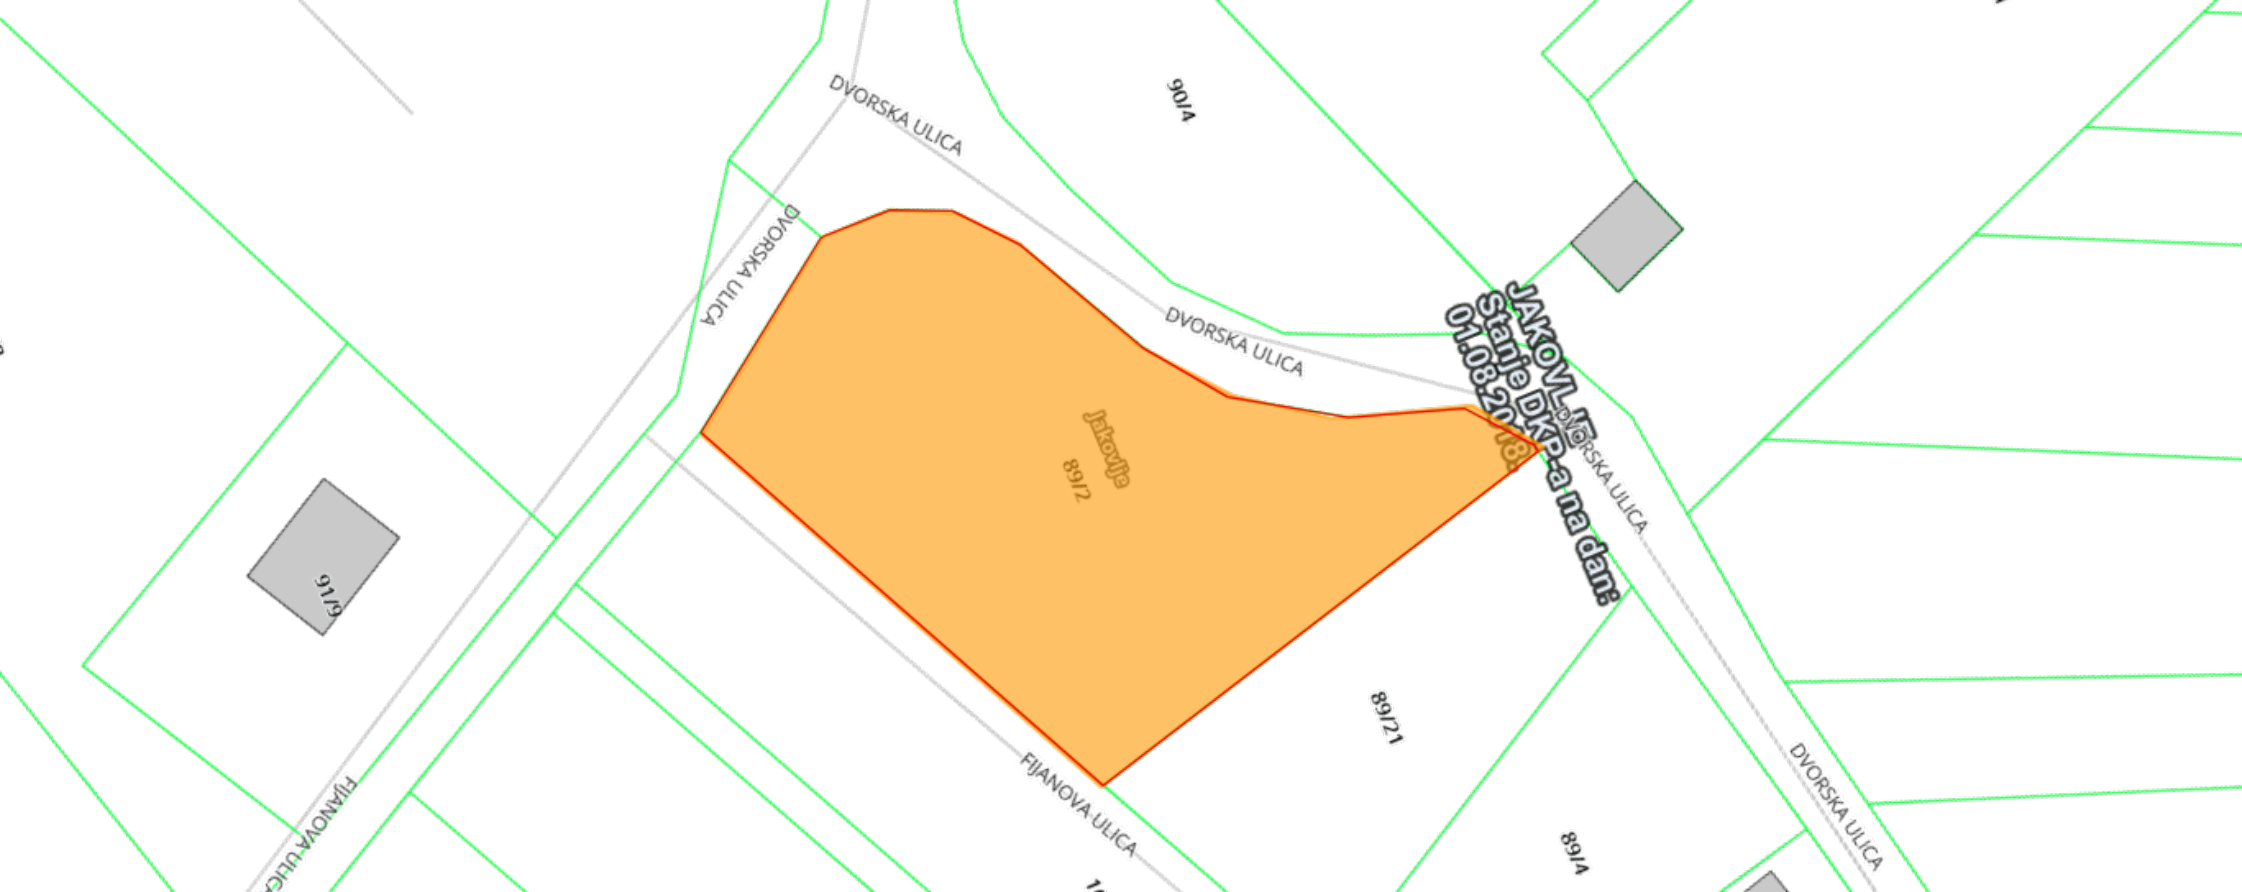 90/4
DVORSKA ULICA
DVORSKA ULICA
DVORSKA ULICA
JAKOVLJE
Stanje DKP-a na dan:
01.08.2018.
DVORSKA ULICA
Jakovlje
89/2
91/9
89/21
FIJANOVA ULICA
FIJANOVA ULICA
DVORSKA ULICA
89/4